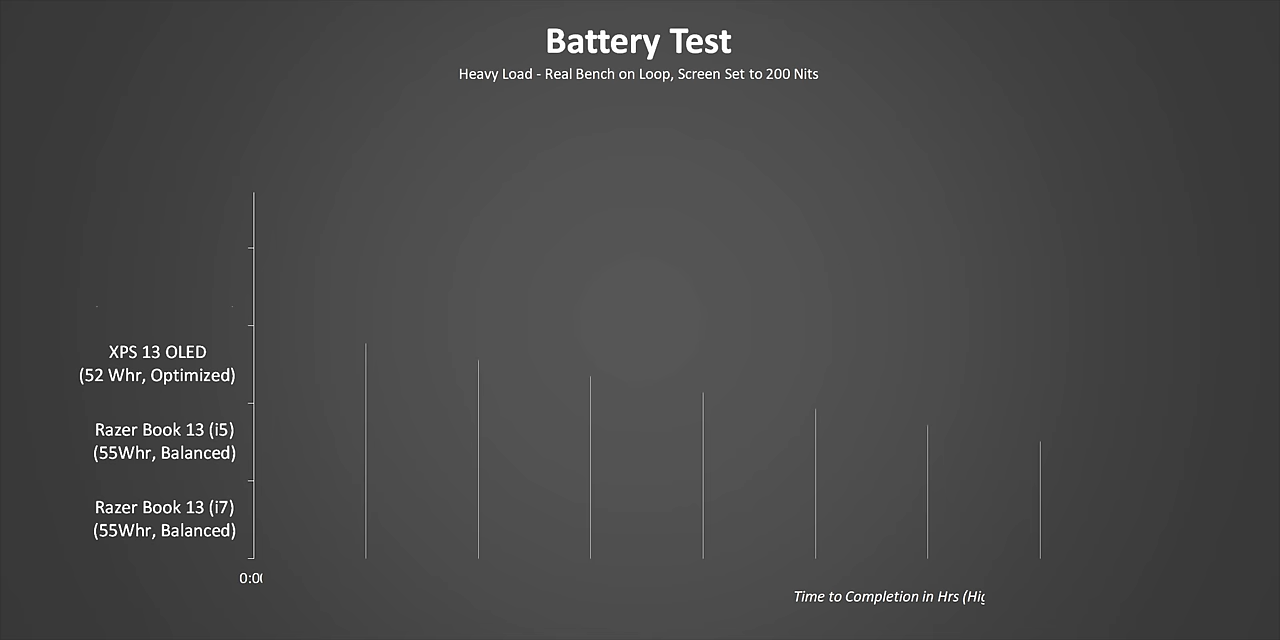 Battery Test
Heavy Load - Real Bench on Loop, Screen Set to 200 Nits
XPS 13 OLED
(52 Whr, Optimized)
Razer Book 13 (i5)
(55Whr, Balanced)
Razer Book 13 (i7)
(55Whr, Balanced)
Time to Completion in Hrs